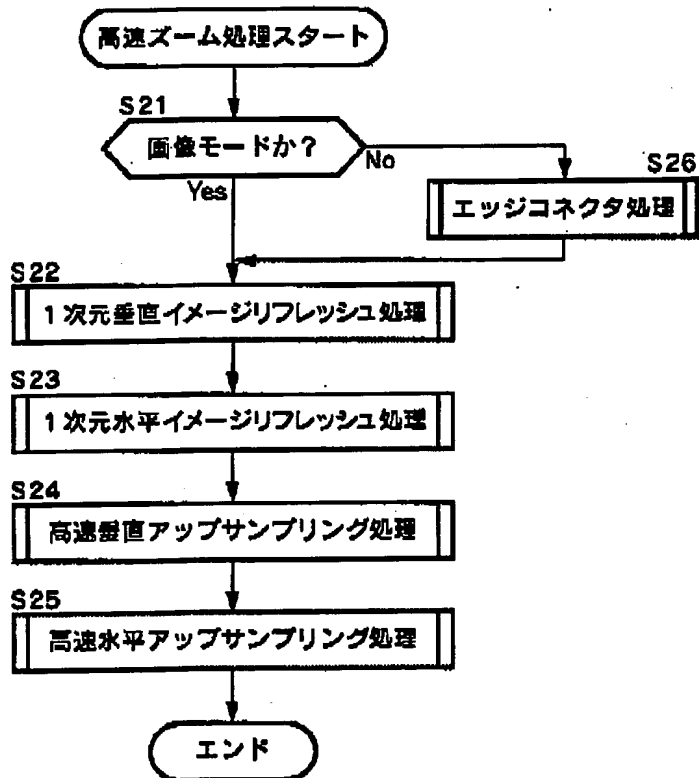 高速ズーム処理スタート
S21
画像モードか？
No
Yes
S26
エッジコネクタ処理
S22
1次元垂直イメージリフレッシュ処理
S23
1次元水平イメージリフレッシュ処理
S24
高速垂直アップサンプリング処理
S25
高速水平アップサンプリング処理
エンド